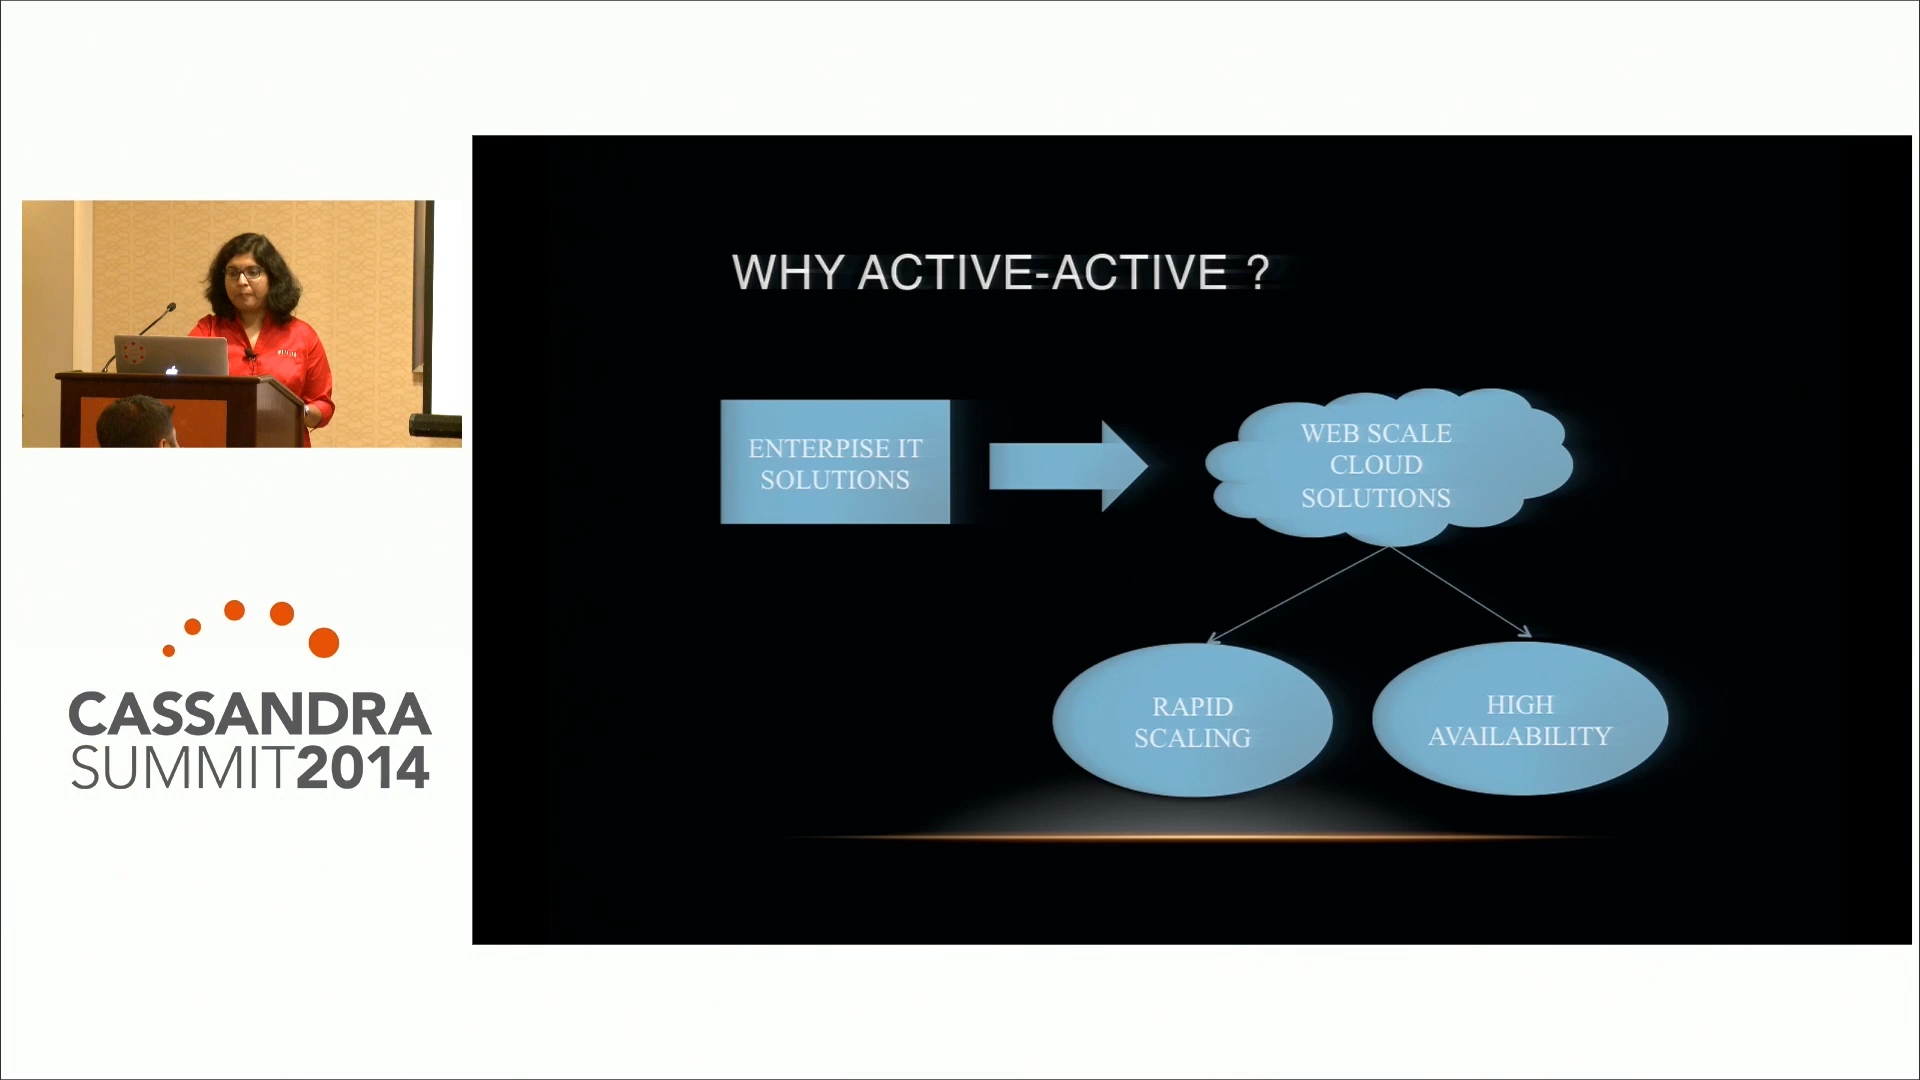 WHY ACTIVE-ACTIVE ?
ENTERPISE IT
SOLUTIONS
WEB SCALE
CLOUD
SOLUTIONS
RAPID
SCALING
HIGH
AVAILABILITY
CASSANDRA
SUMMIT2014